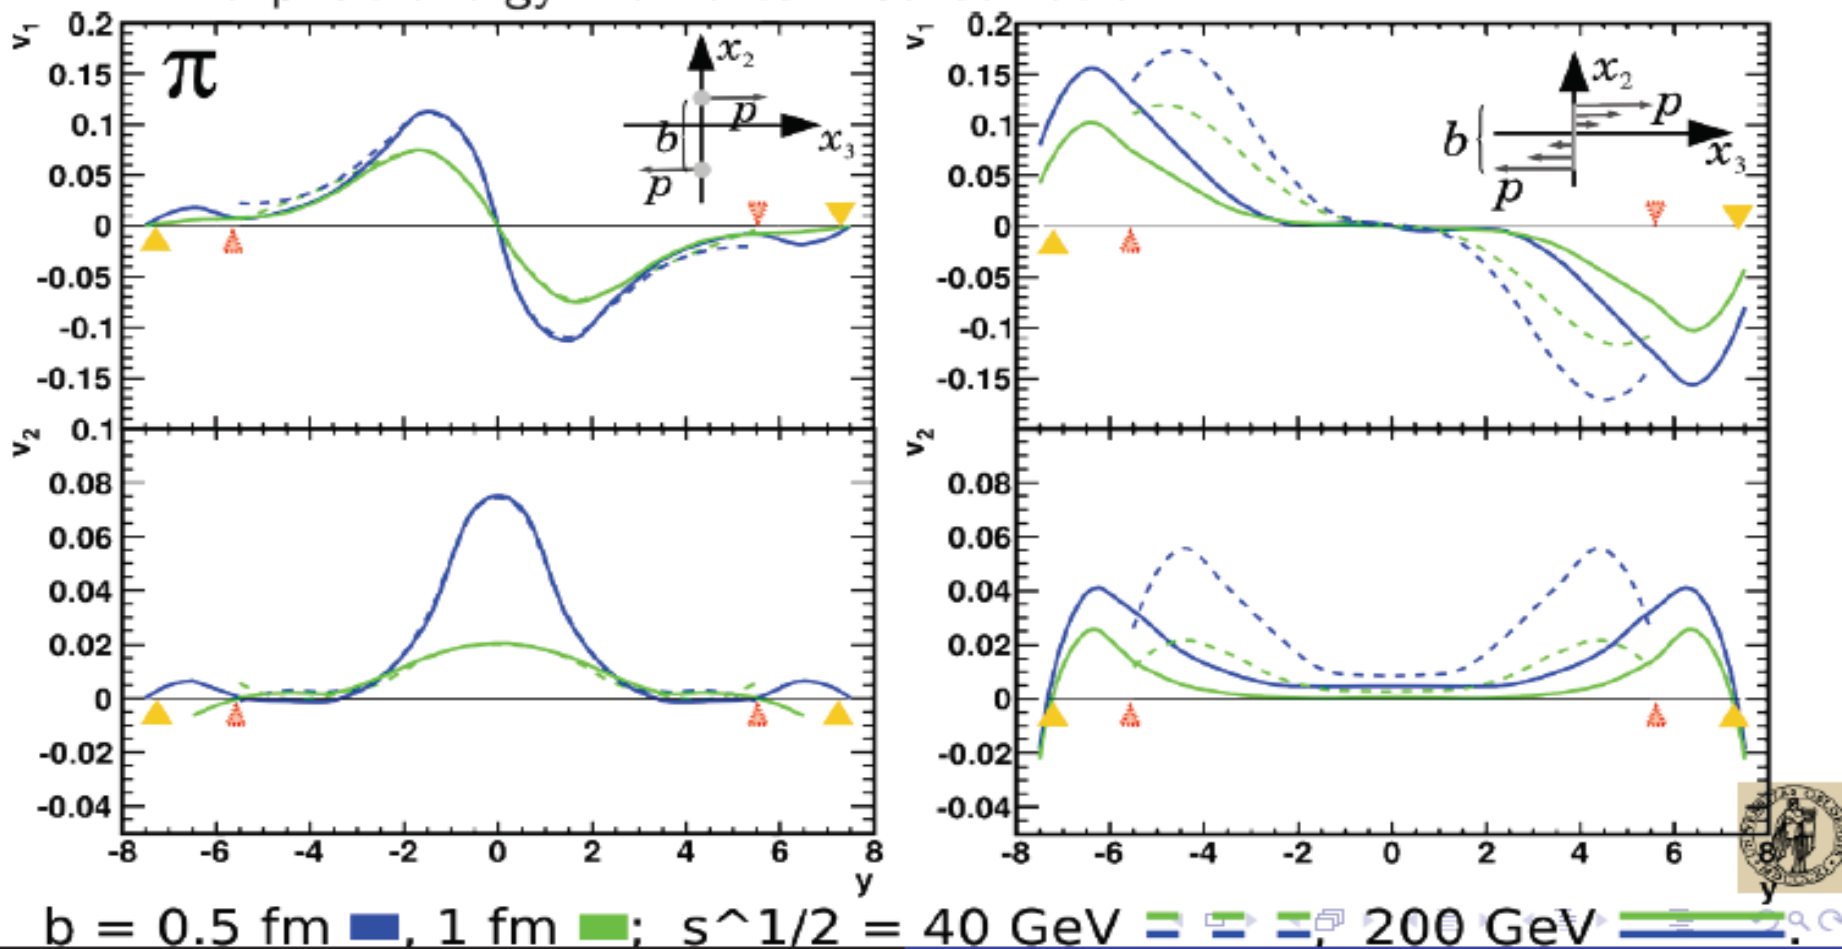 v₁ 0.2 0.15 0.1 0.05 0 -0.05 -0.1 -0.15
π
x₂
p
b
x₃
p
v₁ 0.2 0.15 0.1 0.05 0 -0.05 -0.1 -0.15
x₂
p
b
x₃
p
v₂ 0.1 0.08 0.06 0.04 0.02 0 -0.02 -0.04
-8 -6 -4 -2 0 2 4 6 8
y
v₂ 0.08 0.06 0.04 0.02 0 -0.02 -0.04
-8 -6 -4 -2 0 2 4 6 8
y
b = 0.5 fm , 1 fm ; s^1/2 = 40 GeV , 200 GeV